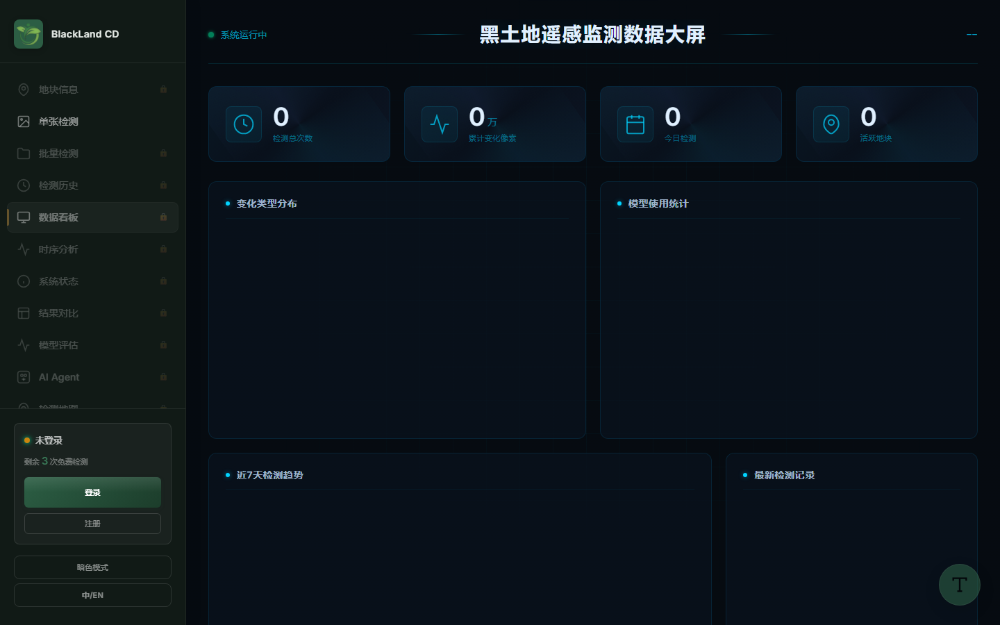 BlackLand CD
地块信息
单张检测
批量检测
检测历史
数据看板
时序分析
系统状态
结果对比
模型评估
AI Agent
检测地图
未登录
剩余 3 次免费检测
登录
注册
暗色模式
中/EN
系统运行中
黑土地遥感监测数据大屏
--
0
检测总次数
0 万
累计变化像素
0
今日检测
0
活跃地块
变化类型分布
模型使用统计
近7天检测趋势
最新检测记录